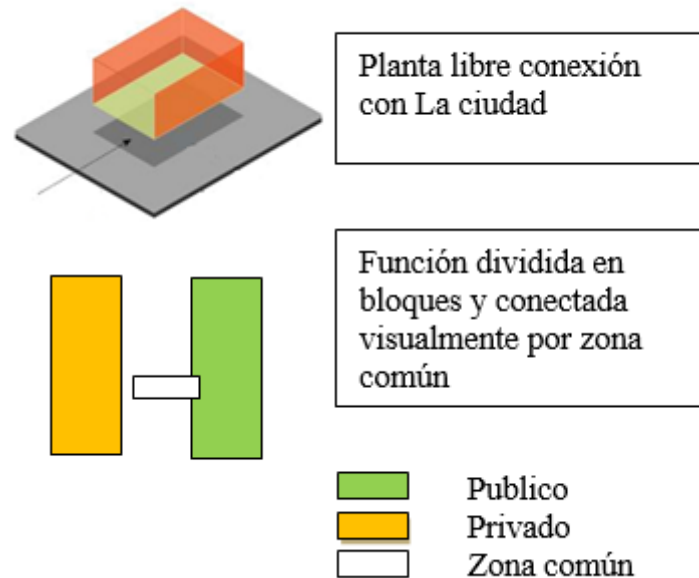 Planta libre conexión
con La ciudad
Función dividida en
bloques y conectada
visualmente por zona
común
Publico
Privado
Zona común